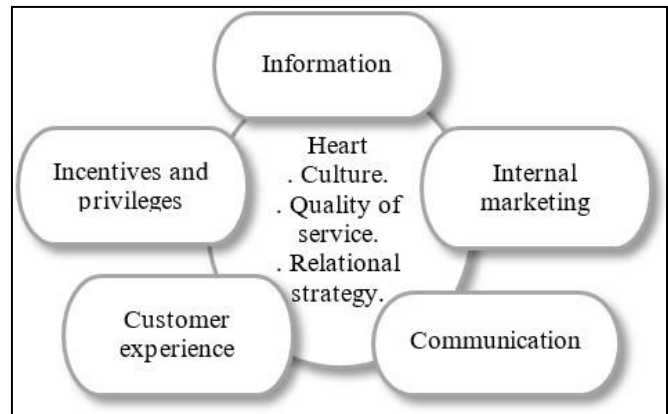 Information
Heart
. Culture.
. Quality of
service.
. Relational
strategy.
Incentives and
privileges
Internal
marketing
Customer
experience
Communication